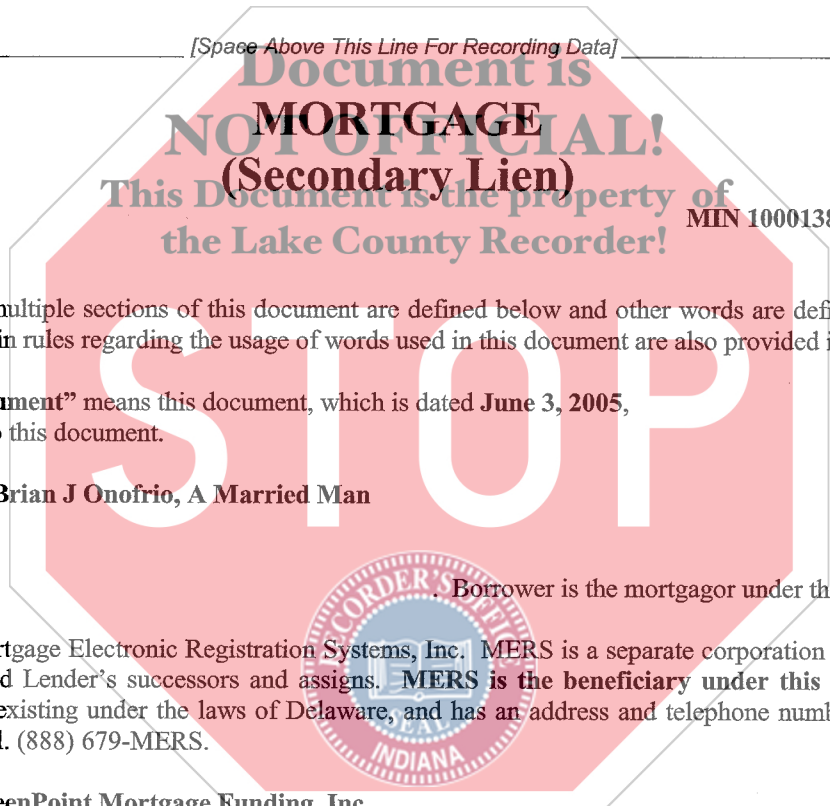 [Space Above This Line For Recording Data]
Document is
MORTGAGE
NOT OFFICIAL!
(Secondary Lien)
This Document is the property of
MIN 1000138
the Lake County Recorder!
multiple sections of this document are defined below and other words are defi
in rules regarding the usage of words used in this document are also provided i
ument” means this document, which is dated June 3, 2005,
o this document.
Brian J Onofrio, A Married Man
STOP
. Borrower is the mortgagor under th
RECORDER'S OFFICE
rtgage Electronic Registration Systems, Inc. MERS is a separate corporation
d Lender’s successors and assigns. MERS is the beneficiary under this
existing under the laws of Delaware, and has an address and telephone numb
l. (888) 679-MERS.
SEAL
INDIANA
eenPoint Mortgage Funding, Inc